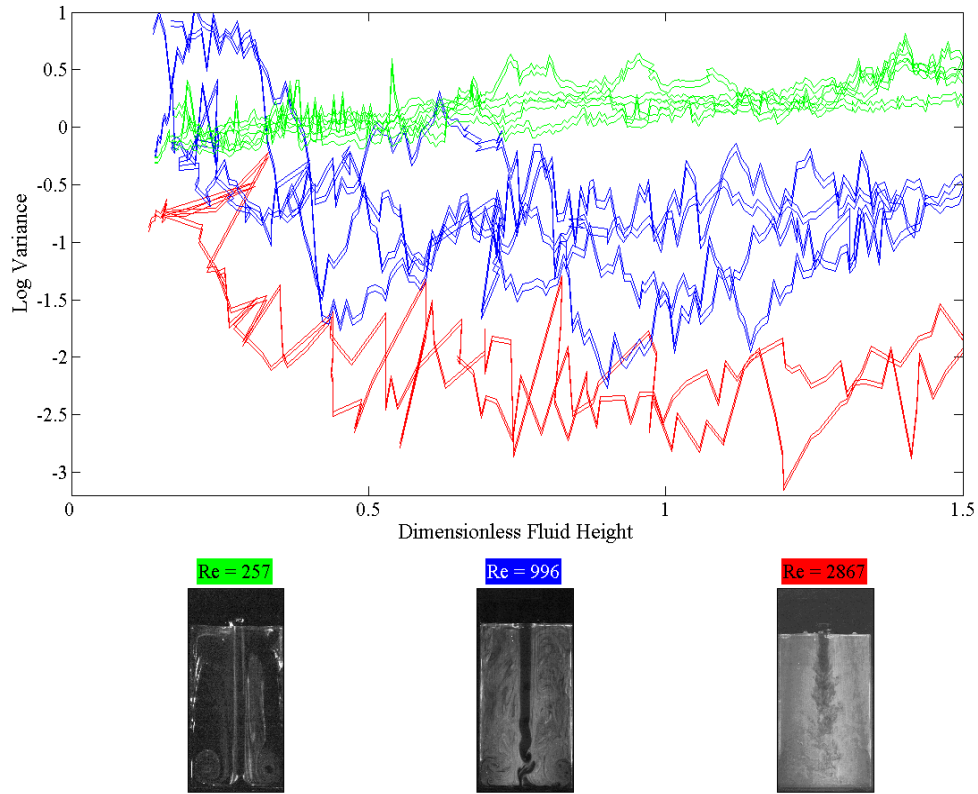 1
0.5
0
-0.5
-1
-1.5
-2
-2.5
-3
Log Variance
0
0.5
1
1.5
Dimensionless Fluid Height
Re = 257
Re = 996
Re = 2867